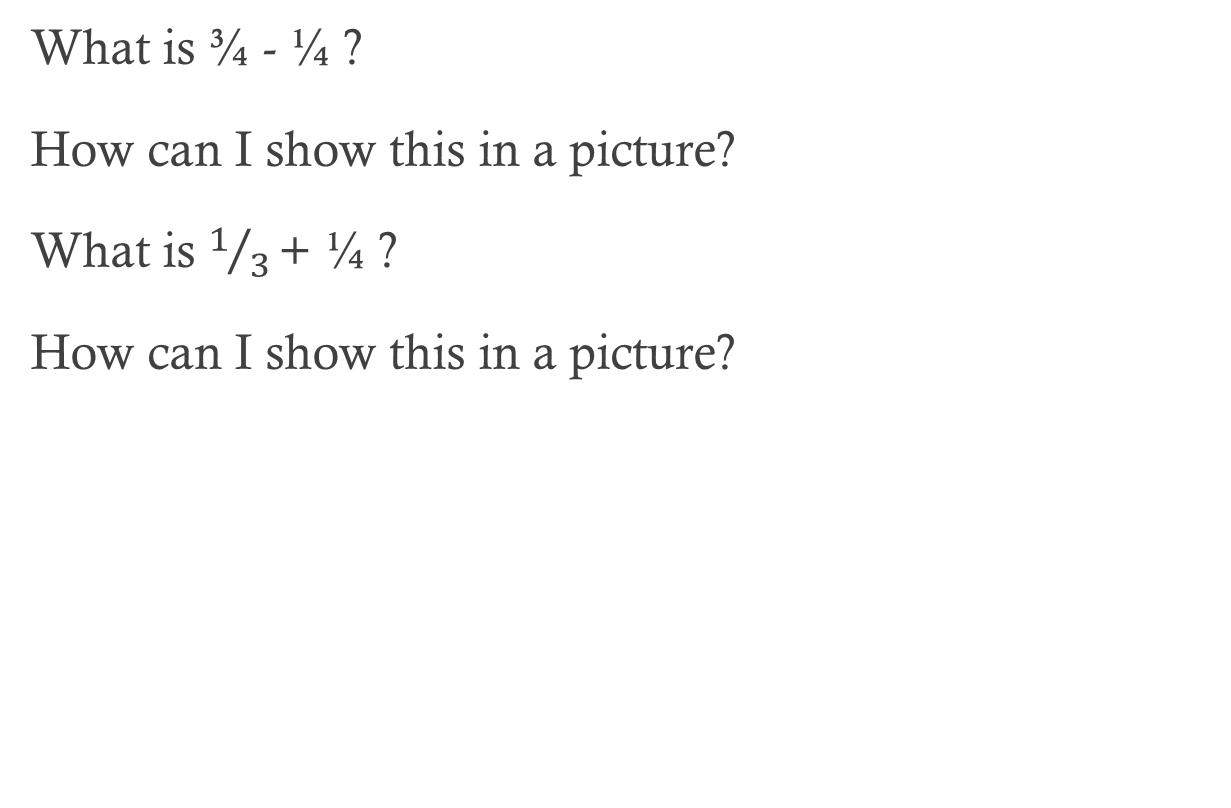 What is ¾ - ¼ ?
How can I show this in a picture?
What is ¹/₃ + ¼ ?
How can I show this in a picture?